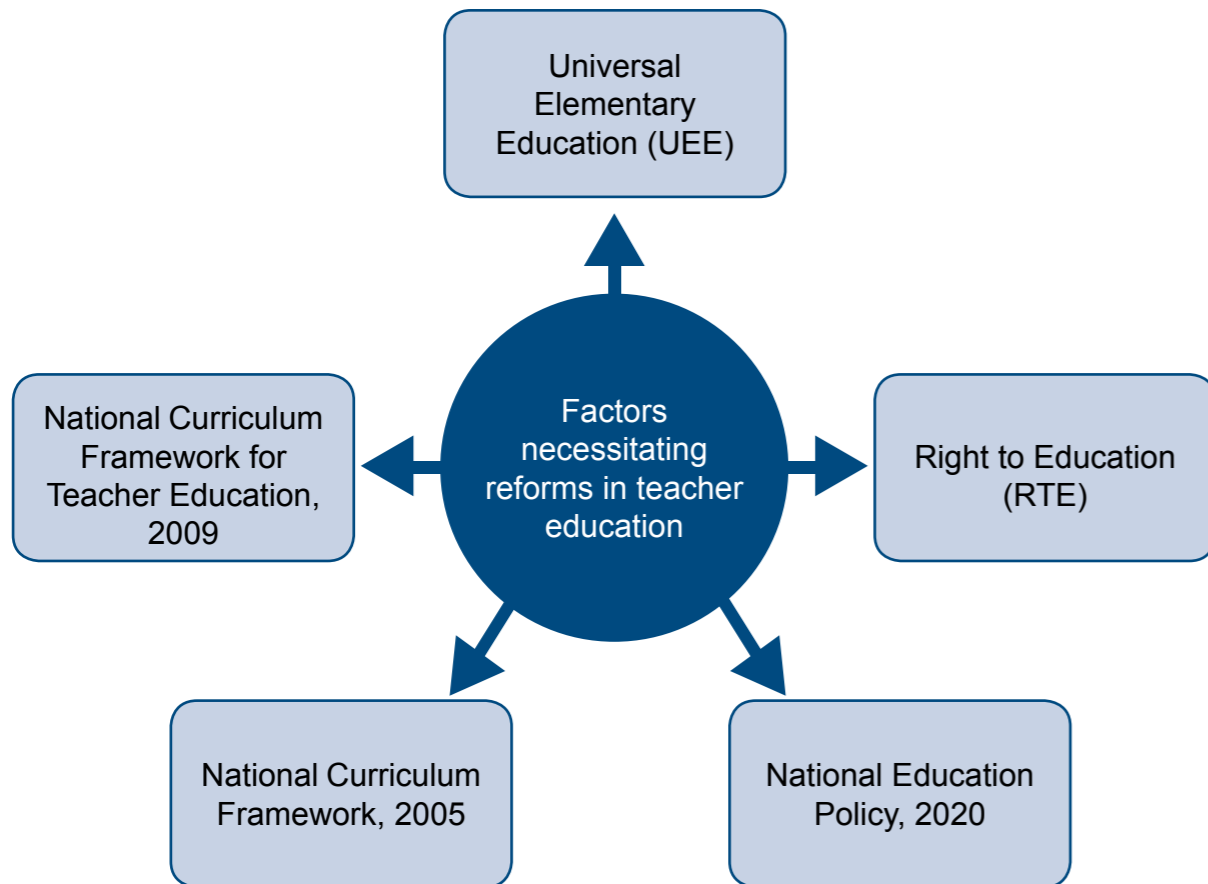 Universal
Elementary
Education (UEE)
National Curriculum
Framework for
Teacher Education,
2009
Factors
necessitating
reforms in teacher
education
Right to Education
(RTE)
National Curriculum
Framework, 2005
National Education
Policy, 2020